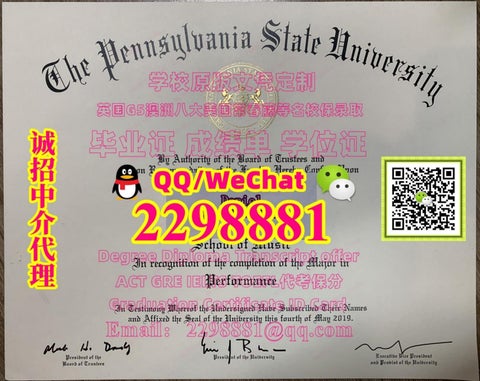 The Pennsylvania State University
学校原版文凭定制
毕业证 成绩单 学位证
By Authority of the Board of Trustees and
Upon
QQ/WeChat
2298881
诚招中介代理
School of Music
Degree Diploma Transcript offer
In recognition of the completion of the Major in
ACT GRE 代考保分
Performance
In Testimony Whereof the Undersigned Have Subscribed Their Names
Graduation Certificate ID Card
and Affixed the Seal of the University this fourth of May 2019.
Email: 2298881@qq.com
President of the
Board of Trustees
President of the University
Executive Vice President
and Provost of the University